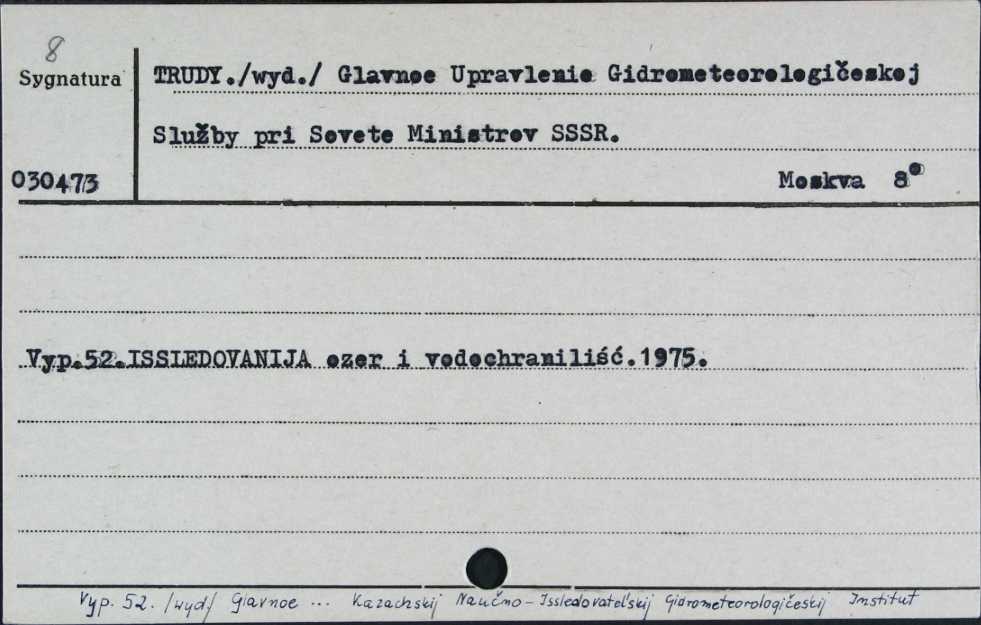 8
Sygnatura
TRUDY./wyd./ Glavnoe Upravlenie Gidrometeorologičeskoj
Služby pri Sovete Ministrov SSSR.
030473
Moskva 8°
Vyp.52.ISSLEDOVANIJA ozer i vodochranilišć.1975.
Vyp. 52. /wyd/ Glavnoe ... Kazachskij Naučno-Issledovatel'skij Gidrometeorologičeskij Institut